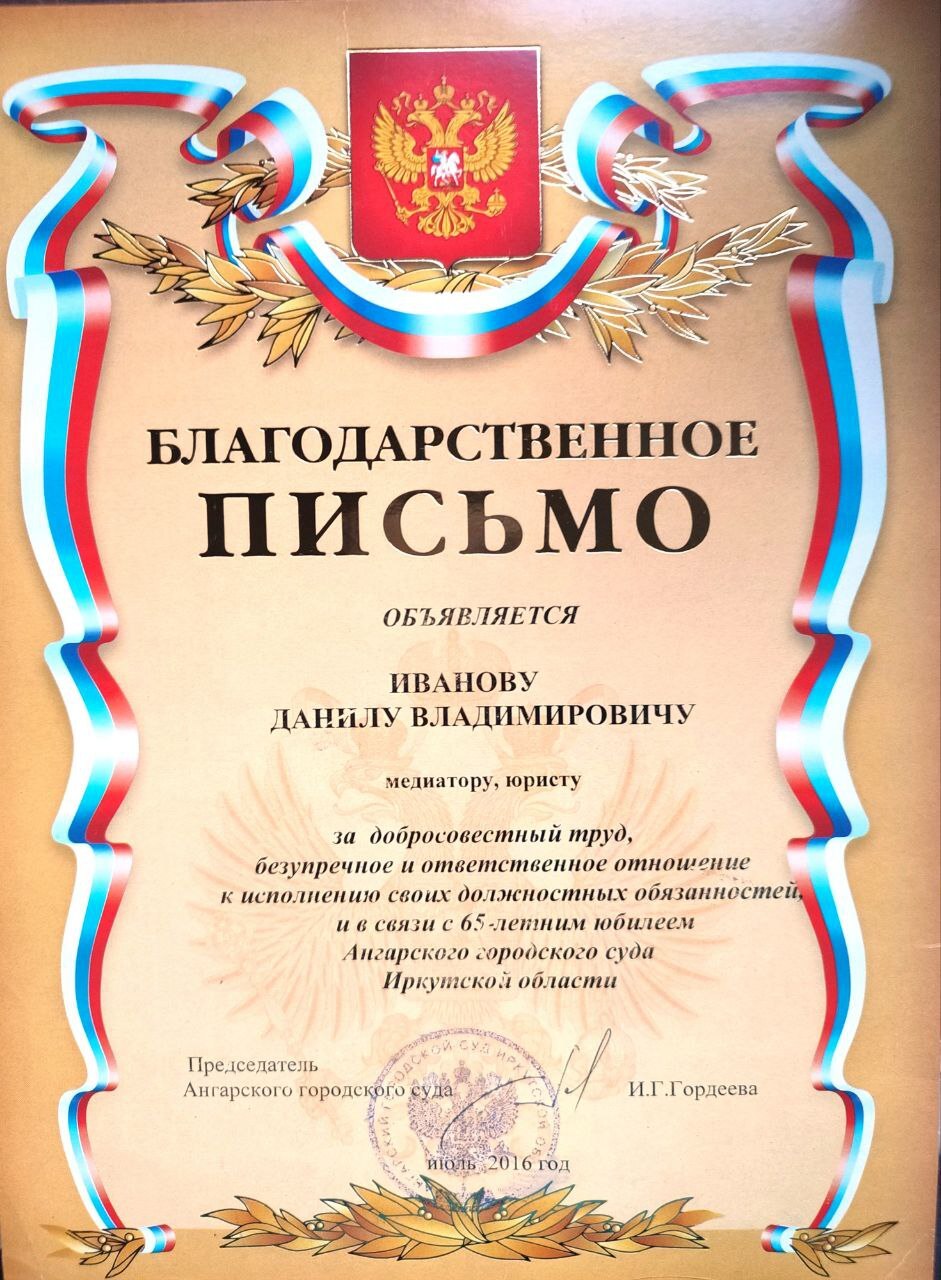 БЛАГОДАРСТВЕННОЕ
ПИСЬМО
ОБЪЯВЛЯЕТСЯ
ИВАНОВУ
ДАНИЛУ ВЛАДИМИРОВИЧУ
медиатору, юристу
за добросовестный труд,
безупречное и ответственное отношение
к исполнению своих должностных обязанностей,
и в связи с 65-летним юбилеем
Ангарского городского суда
Иркутской области
Председатель
Ангарского городского суда
И.Г.Гордеева
июль 2016 год